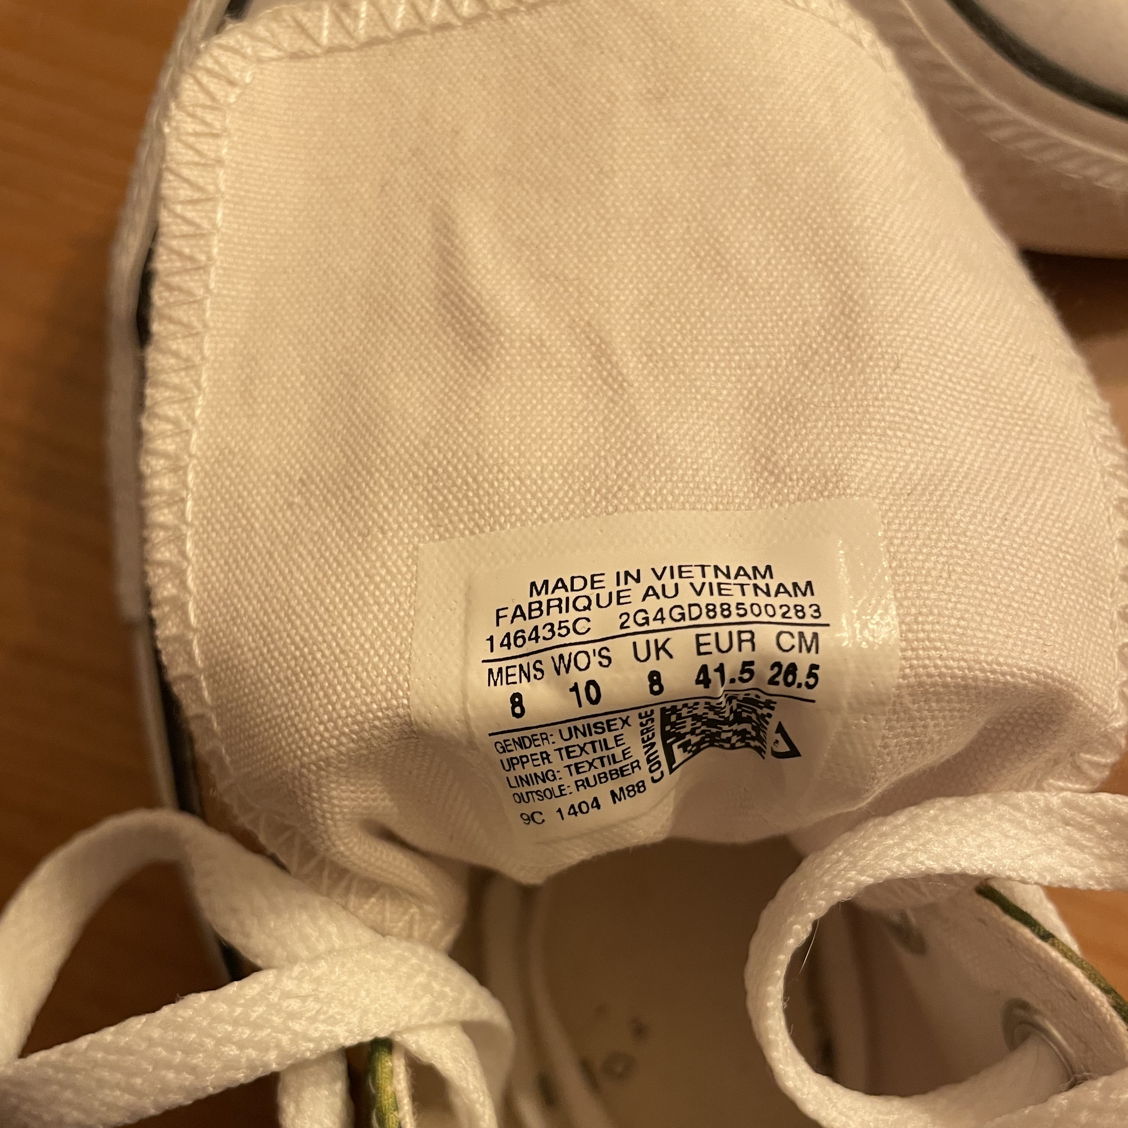 MADE IN VIETNAM
FABRIQUE AU VIETNAM
146435C 2G4GD88500283
MENS WO'S UK EUR CM
8 10 8 41.5 26.5
GENDER: UNISEX
UPPER TEXTILE
LINING: TEXTILE
OUTSOLE: RUBBER
9C 1404 M88
CONVERSE